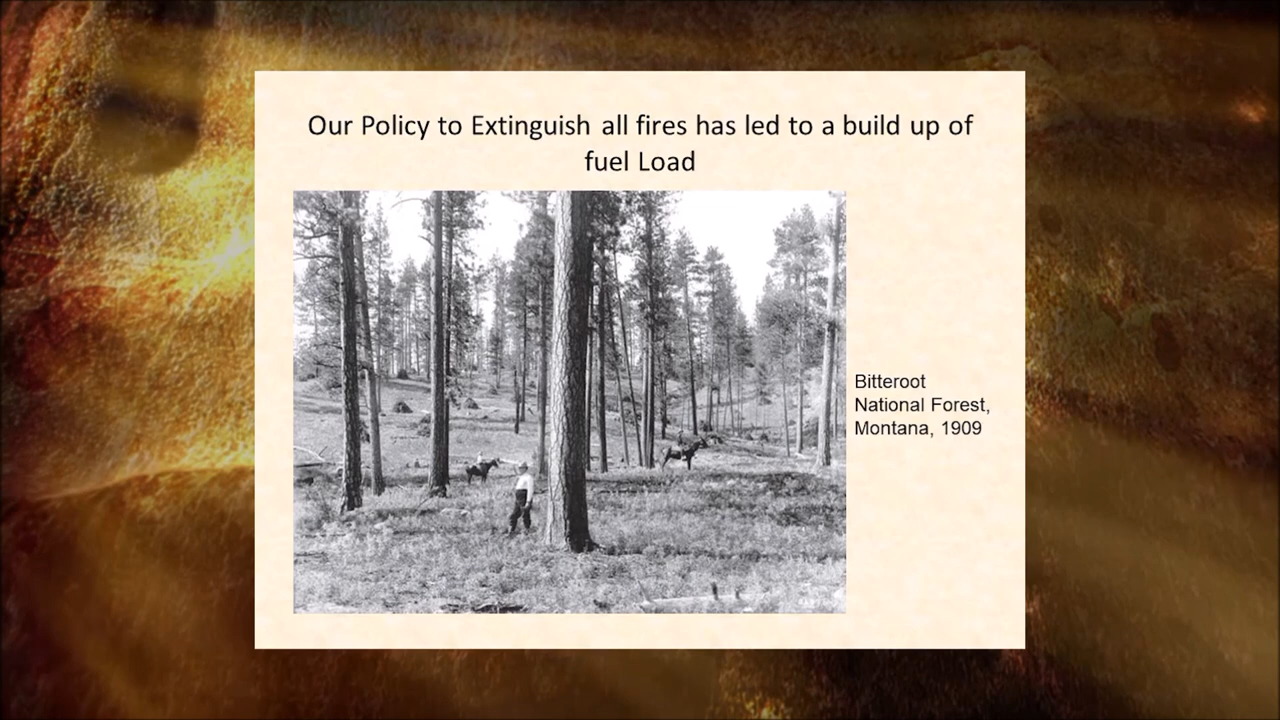 Our Policy to Extinguish all fires has led to a build up of
fuel Load
Bitteroot
National Forest,
Montana, 1909